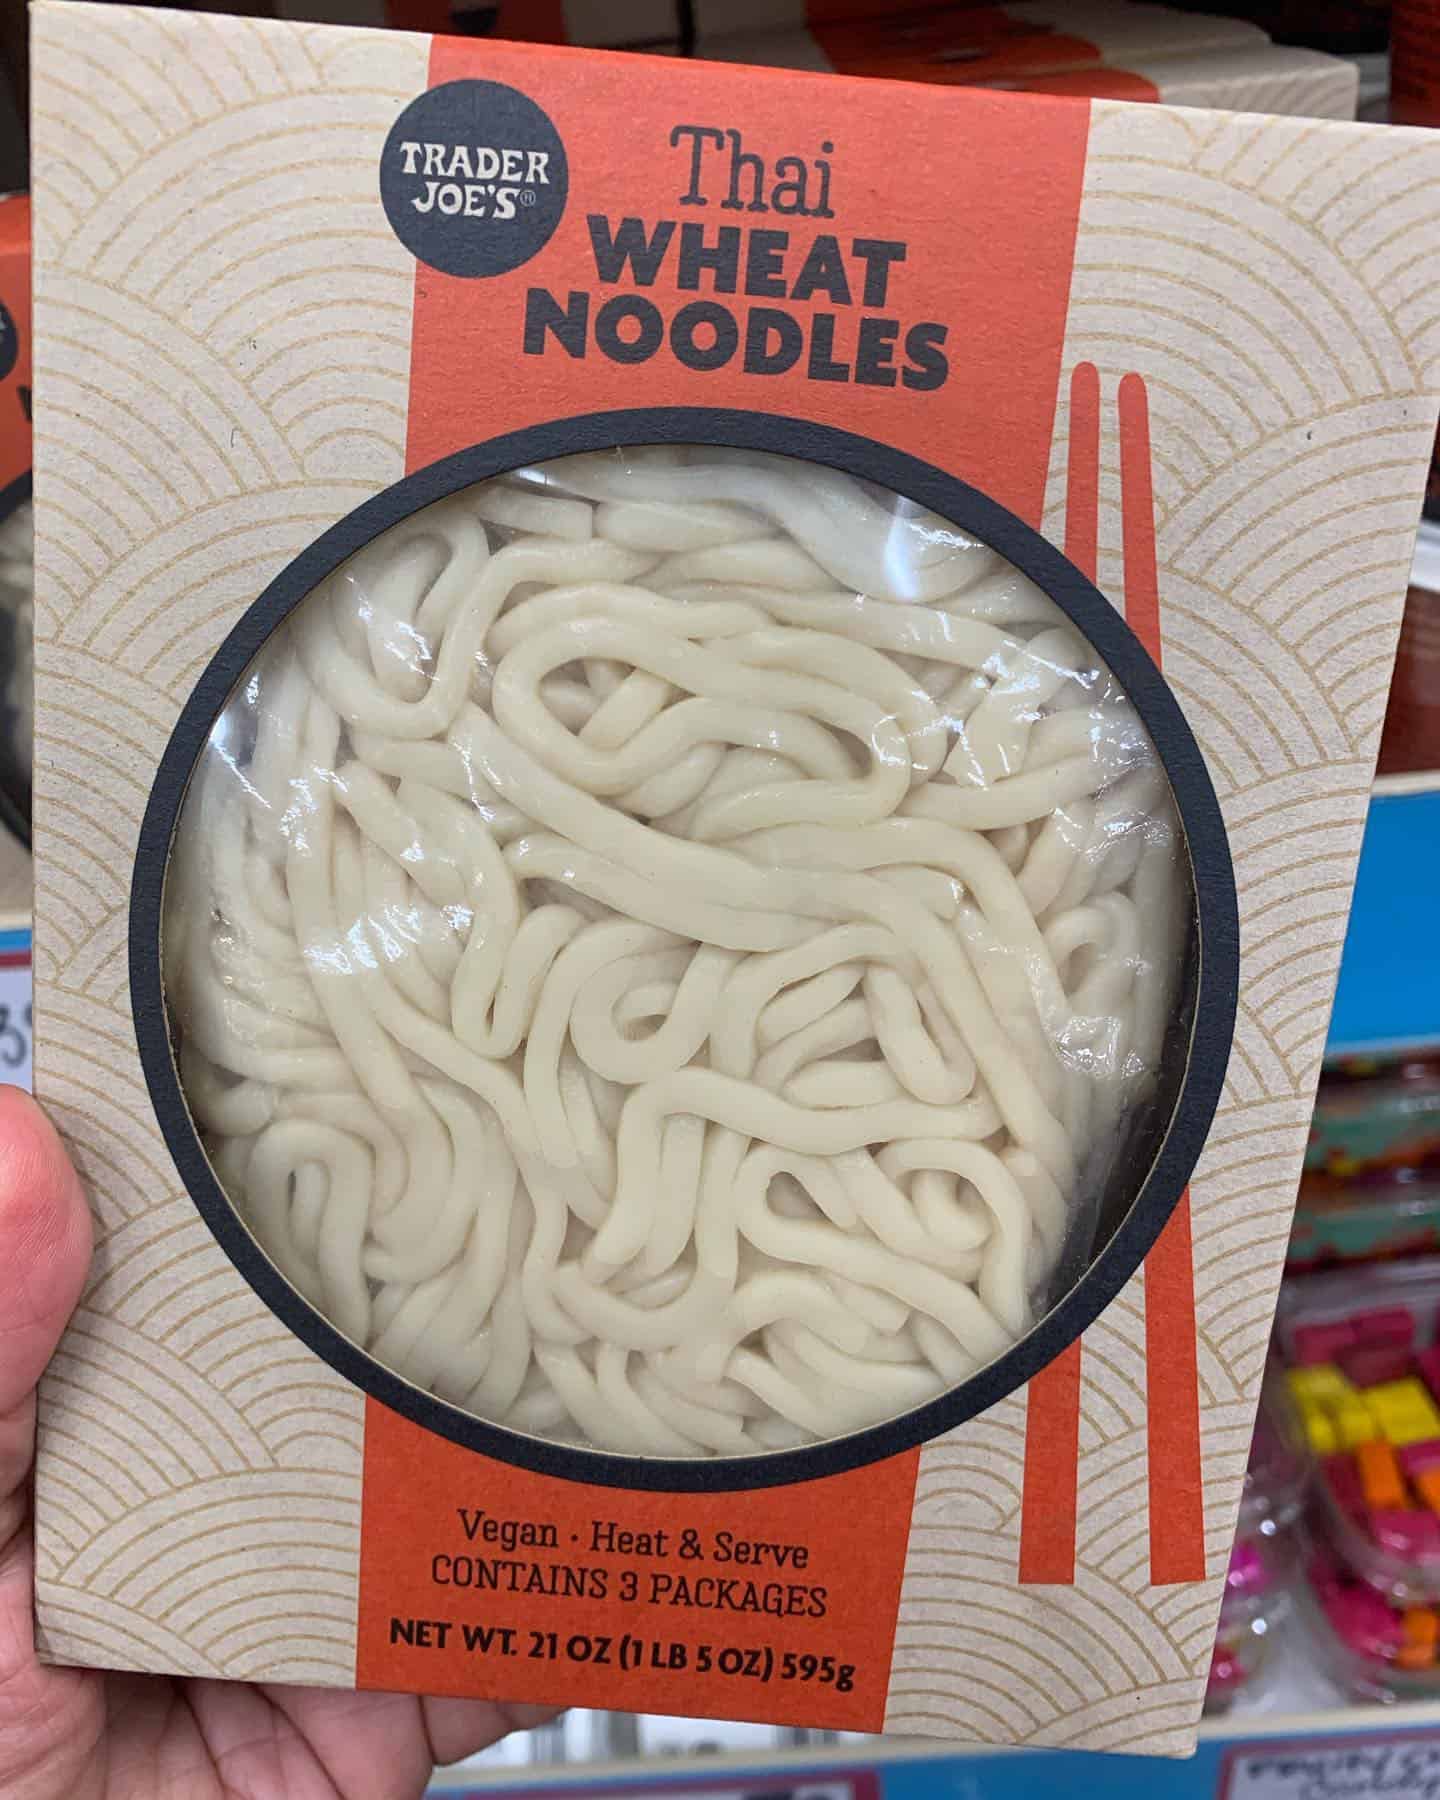 TRADER
JOE'S®
Thai
WHEAT
NOODLES
Vegan · Heat & Serve
CONTAINS 3 PACKAGES
NET WT. 21 OZ (1 LB 5 OZ) 595g